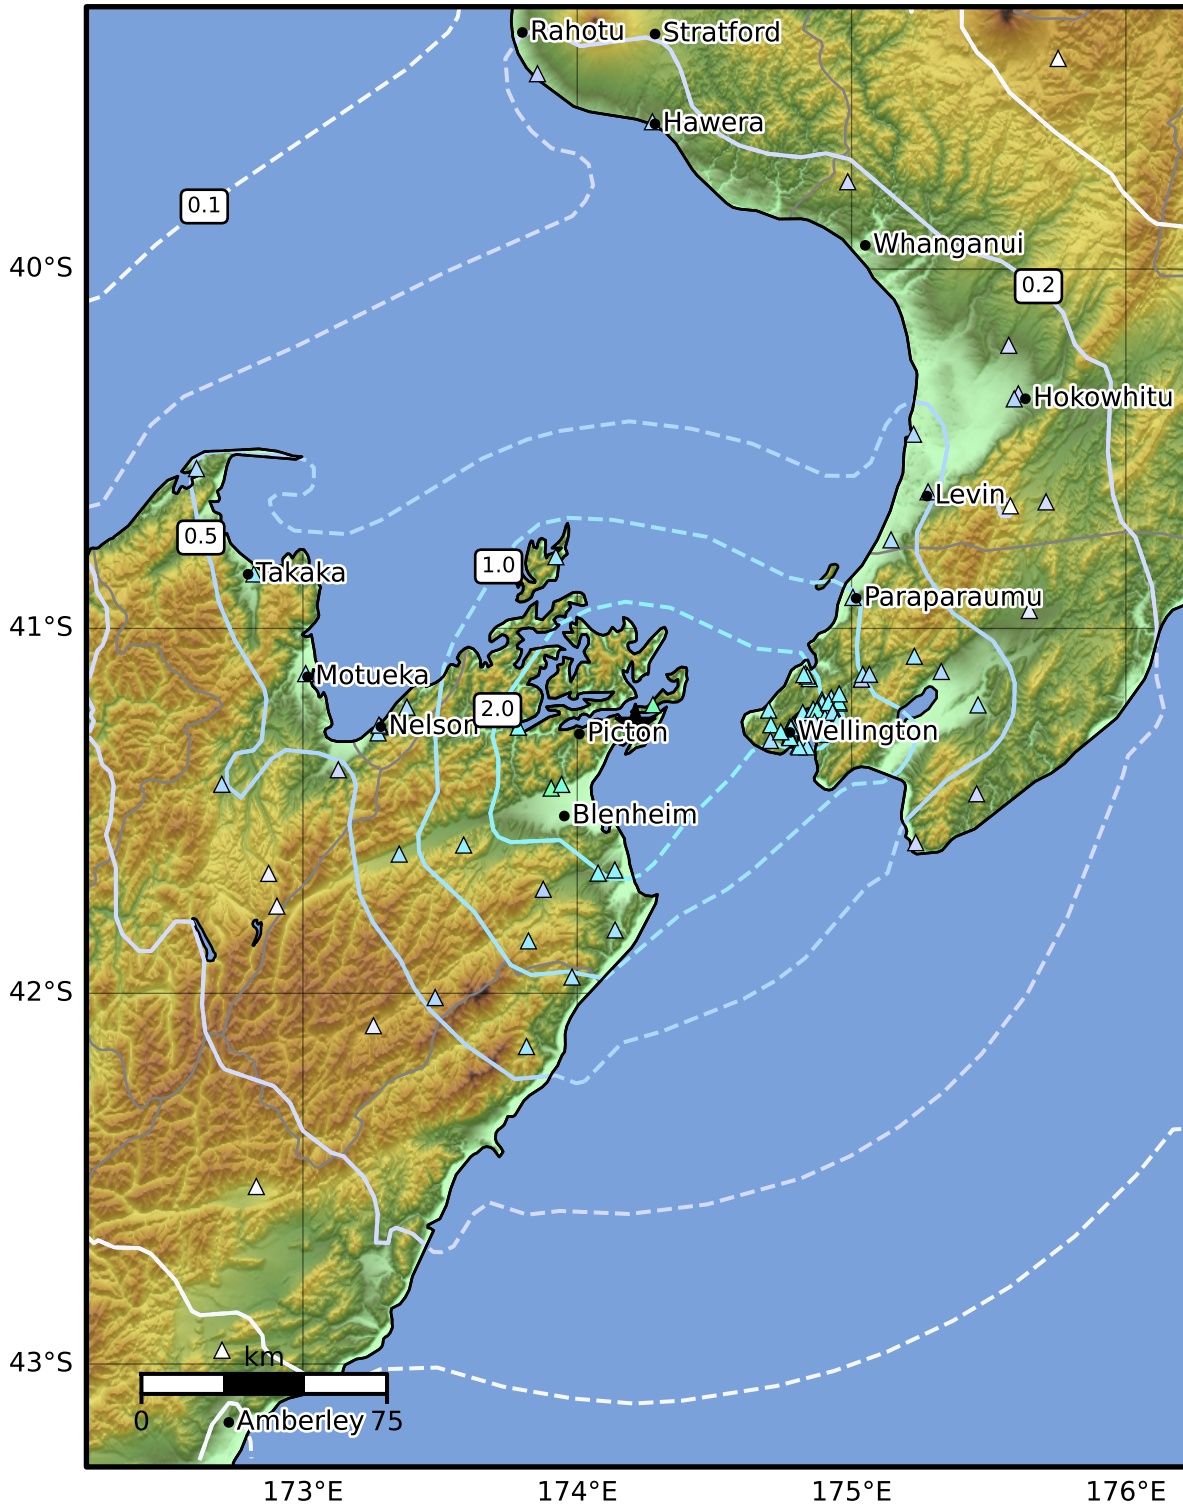 Rahotu
Stratford
Hawera
0.1
Whanganui
40°S
0.2
Hokowhitu
Levin
0.5
1.0
Takaka
Paraparaumu
41°S
Motueka
2.0
Nelson
Picton
Wellington
Blenheim
42°S
43°S
km
0
75
Amberley
173°E
174°E
175°E
176°E